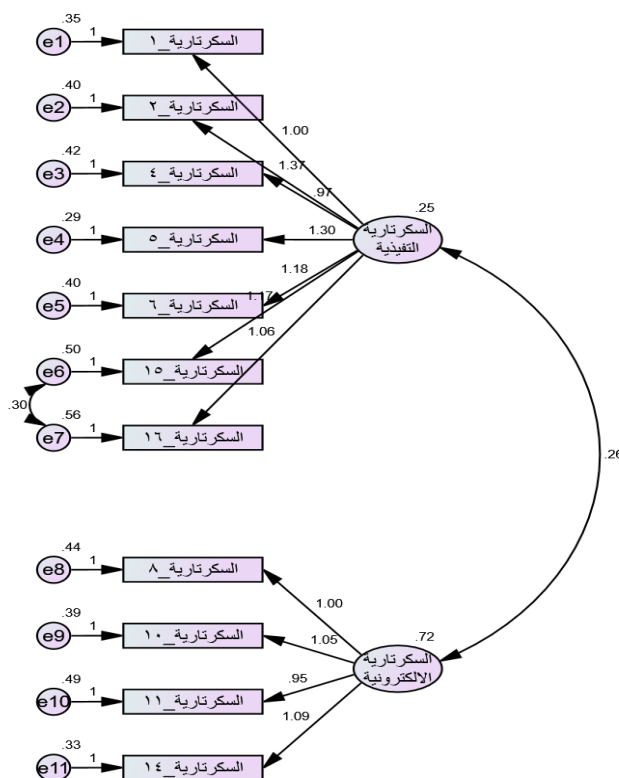 .35
e1 1 السكرتارية_١
.40
e2 1 السكرتارية_٢
1.00
.42
e3 1 السكرتارية_٤
1.37
.97
.25
.29
e4 1 السكرتارية_٥
1.30
السكرتارية
التفيذية
.40
e5 1 السكرتارية_٦
1.18
1.17
1.06
.50
e6 1 السكرتارية_١٥
.30
.56
e7 1 السكرتارية_١٦
.26
.44
e8 1 السكرتارية_٨
1.00
.39
e9 1 السكرتارية_١٠
1.05
.72
السكرتارية
الالكترونية
.49
e10 1 السكرتارية_١١
.95
1.09
.33
e11 1 السكرتارية_١٤